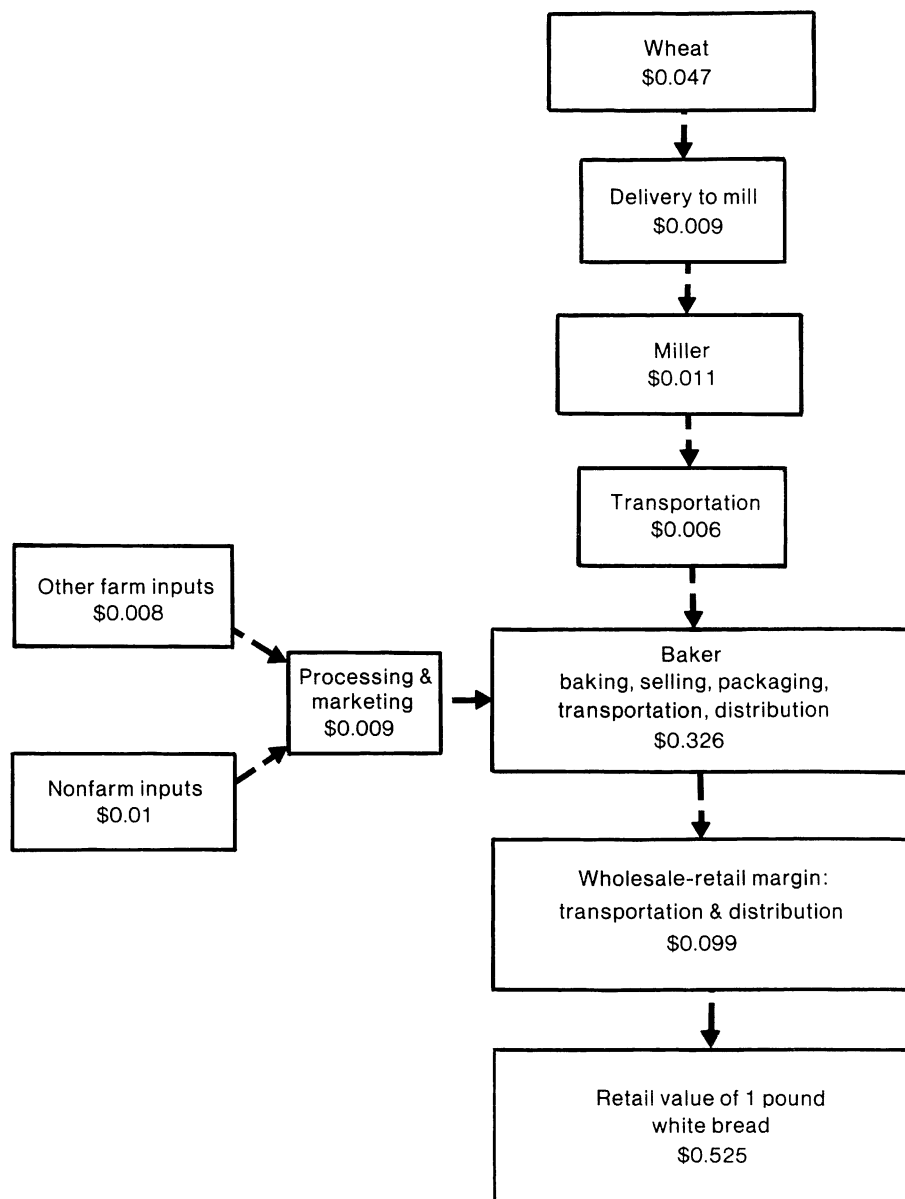 Wheat
$0.047
Delivery to mill
$0.009
Miller
$0.011
Transportation
$0.006
Other farm inputs
$0.008
Processing &
marketing
$0.009
Nonfarm inputs
$0.01
Baker
baking, selling, packaging,
transportation, distribution
$0.326
Wholesale-retail margin:
transportation & distribution
$0.099
Retail value of 1 pound
white bread
$0.525